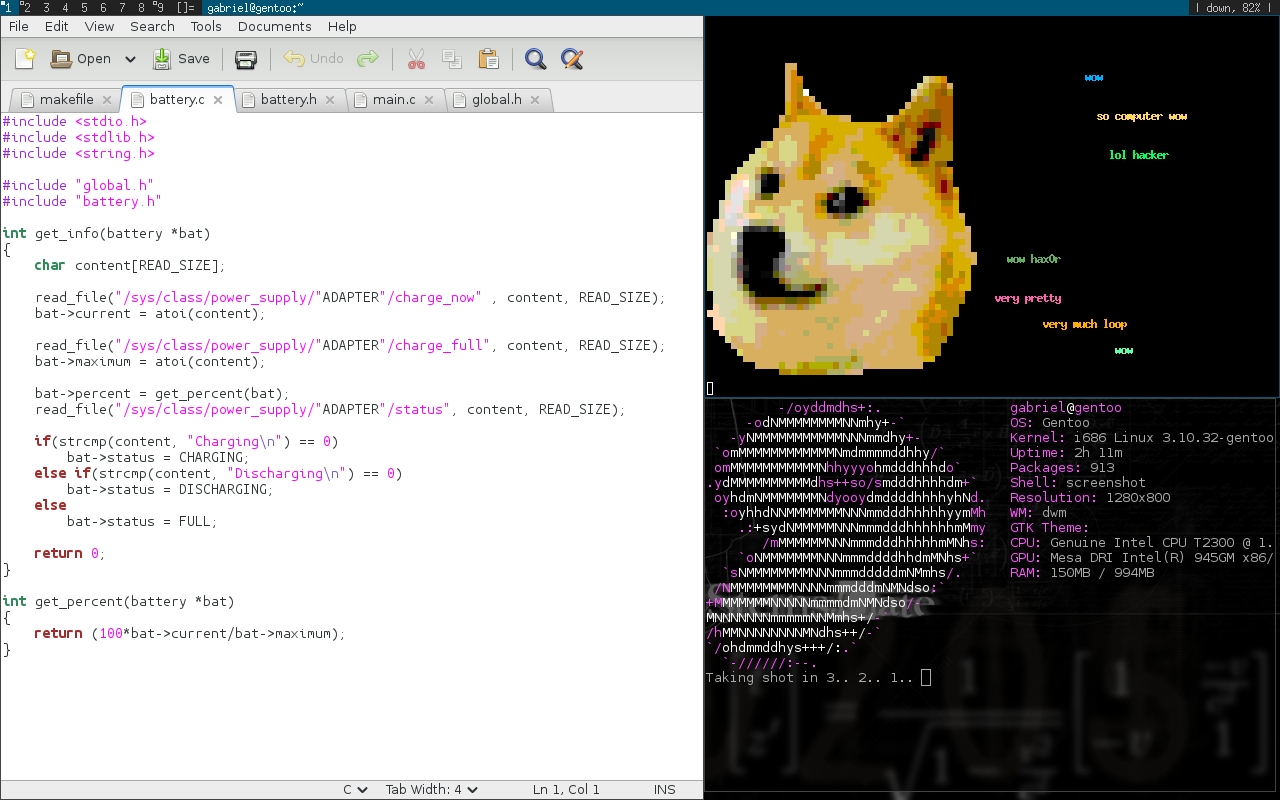 1 2 3 4 5 6 7 8 9 []= gabriel@gentoo:~ | down, 82% |
File Edit View Search Tools Documents Help
Open Save Undo
makefile battery.c battery.h main.c global.h
#include <stdio.h>
#include <stdlib.h>
#include <string.h>
#include "global.h"
#include "battery.h"
int get_info(battery *bat)
{
    char content[READ_SIZE];
    read_file("/sys/class/power_supply/"ADAPTER"/charge_now" , content, READ_SIZE);
    bat->current = atoi(content);
    read_file("/sys/class/power_supply/"ADAPTER"/charge_full", content, READ_SIZE);
    bat->maximum = atoi(content);
    bat->percent = get_percent(bat);
    read_file("/sys/class/power_supply/"ADAPTER"/status", content, READ_SIZE);
    if(strcmp(content, "Charging\n") == 0)
        bat->status = CHARGING;
    else if(strcmp(content, "Discharging\n") == 0)
        bat->status = DISCHARGING;
    else
        bat->status = FULL;
    return 0;
}
int get_percent(battery *bat)
{
    return (100*bat->current/bat->maximum);
}
C Tab Width: 4 Ln 1, Col 1 INS
wow
so computer wow
lol hacker
wow hax0r
very pretty
very much loop
wow
-/oyddmdhs+:.
-odNMMMMMMMMNNmhy+-`
-yNMMMMMMMMMMMNNNmmdhy+-
`omMMMMMMMMMMMMNmdmmmmddhhy/`
omMMMMMMMMMMMNhhyyyohmdddhhhdo`
.ydMMMMMMMMMMdhs++so/smdddhhhhdm+`
oyhdmNMMMMMMMNdyooydmddddhhhhyhNd.
:oyhhdNNMMMMMMMNNNmmdddhhhhhyymMh
.:+sydNMMMMMNNNmmmdddhhhhhhmMmy
/mMMMMMMNNNmmmdddhhhhhmMNhs:
`oNMMMMMMMNNNmmmddddhhdmMNhs+`
`sNMMMMMMMMNNNmmmdddddmNMmhs/.
/NMMMMMMMMNNNNmmmdddmNMNdso:`
+MMMMMMMNNNNNmmmmdmNMNdso/-
MNNNNNNNmmmmmNNMmhs+/-`
/hMMNNNNNNNNMNdhs++/-`
`/ohdmmddhys+++/:.`
`-//////:--.
gabriel@gentoo
OS: Gentoo
Kernel: i686 Linux 3.10.32-gentoo
Uptime: 2h 11m
Packages: 913
Shell: screenshot
Resolution: 1280x800
WM: dwm
GTK Theme:
CPU: Genuine Intel CPU T2300 @ 1.
GPU: Mesa DRI Intel(R) 945GM x86/
RAM: 150MB / 994MB
Taking shot in 3.. 2.. 1..